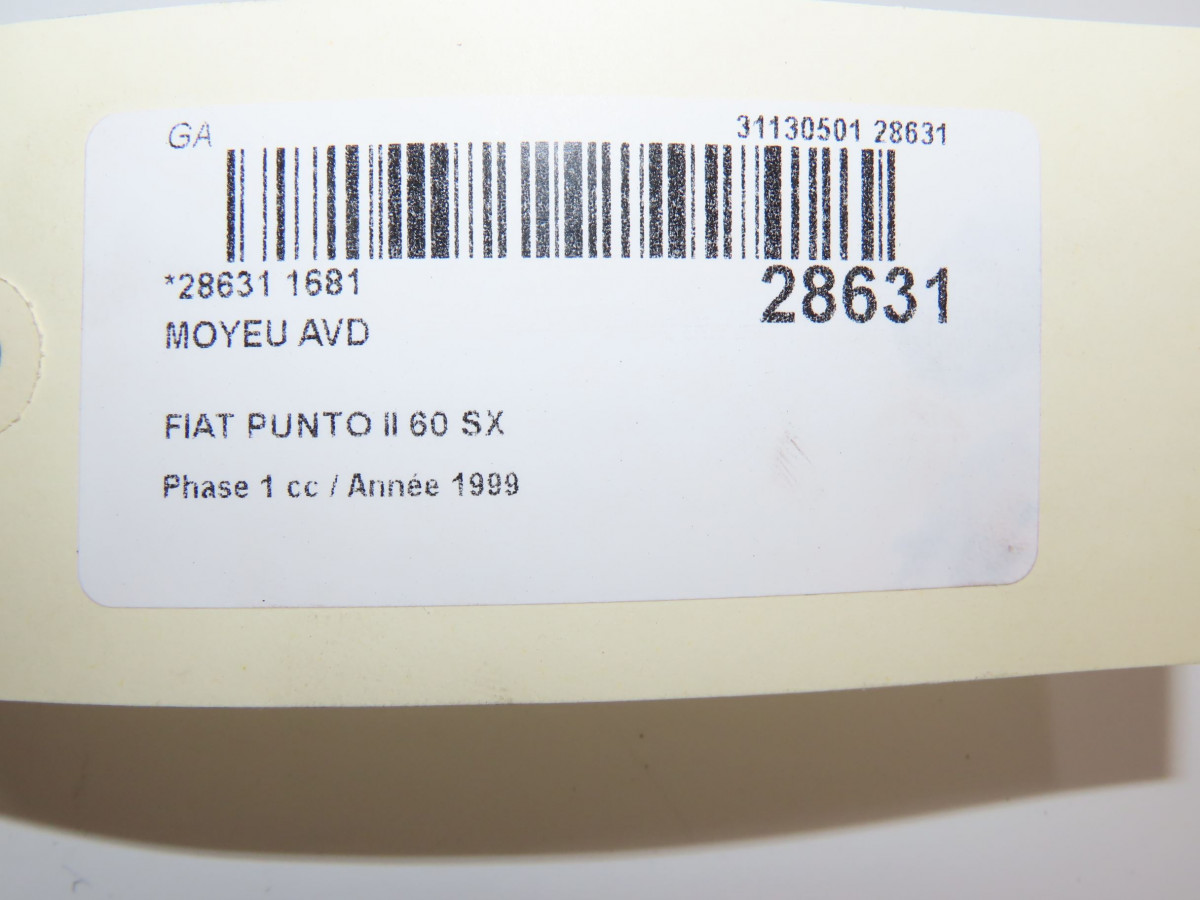 GA 31130501 28631
*28631 1681 28631
MOYEU AVD
FIAT PUNTO II 60 SX
Phase 1 cc / Année 1999